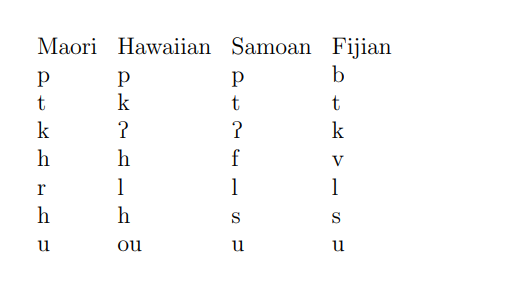 Maori Hawaiian Samoan Fijian
p p p b
t k t t
k ʔ ʔ k
h h f v
r l l l
h h s s
u ou u u